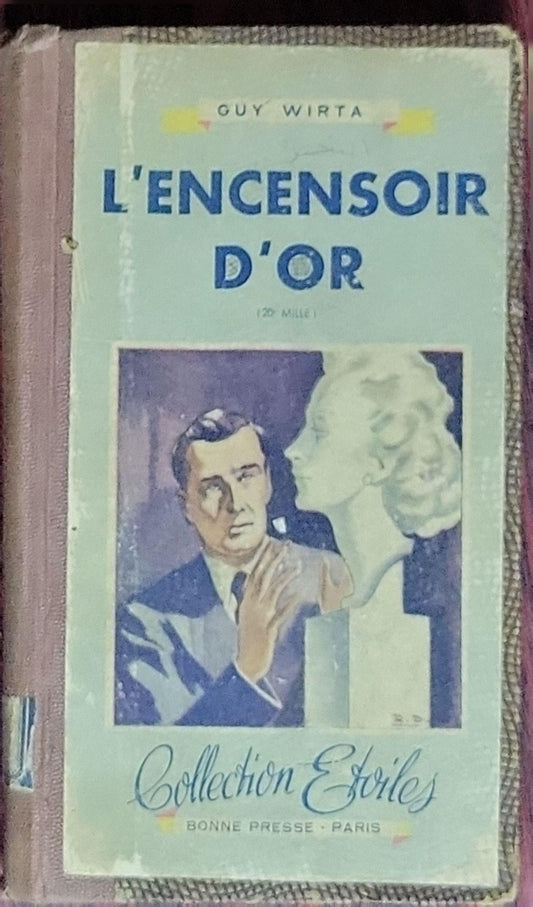 GUY WIRTA
L'ENCENSOIR
D'OR
(20e MILLE)
R. D.
Collection Etoiles
BONNE PRESSE - PARIS